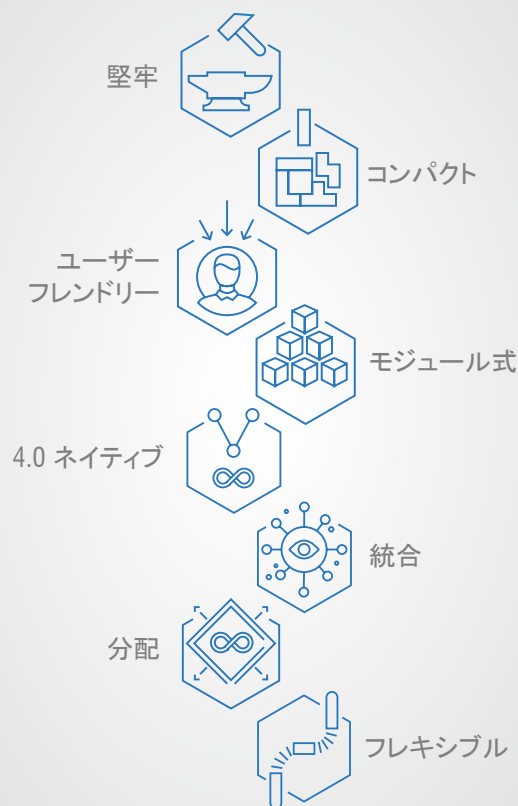 堅牢
コンパクト
ユーザー
フレンドリー
モジュール式
4.0 ネイティブ
統合
分配
フレキシブル